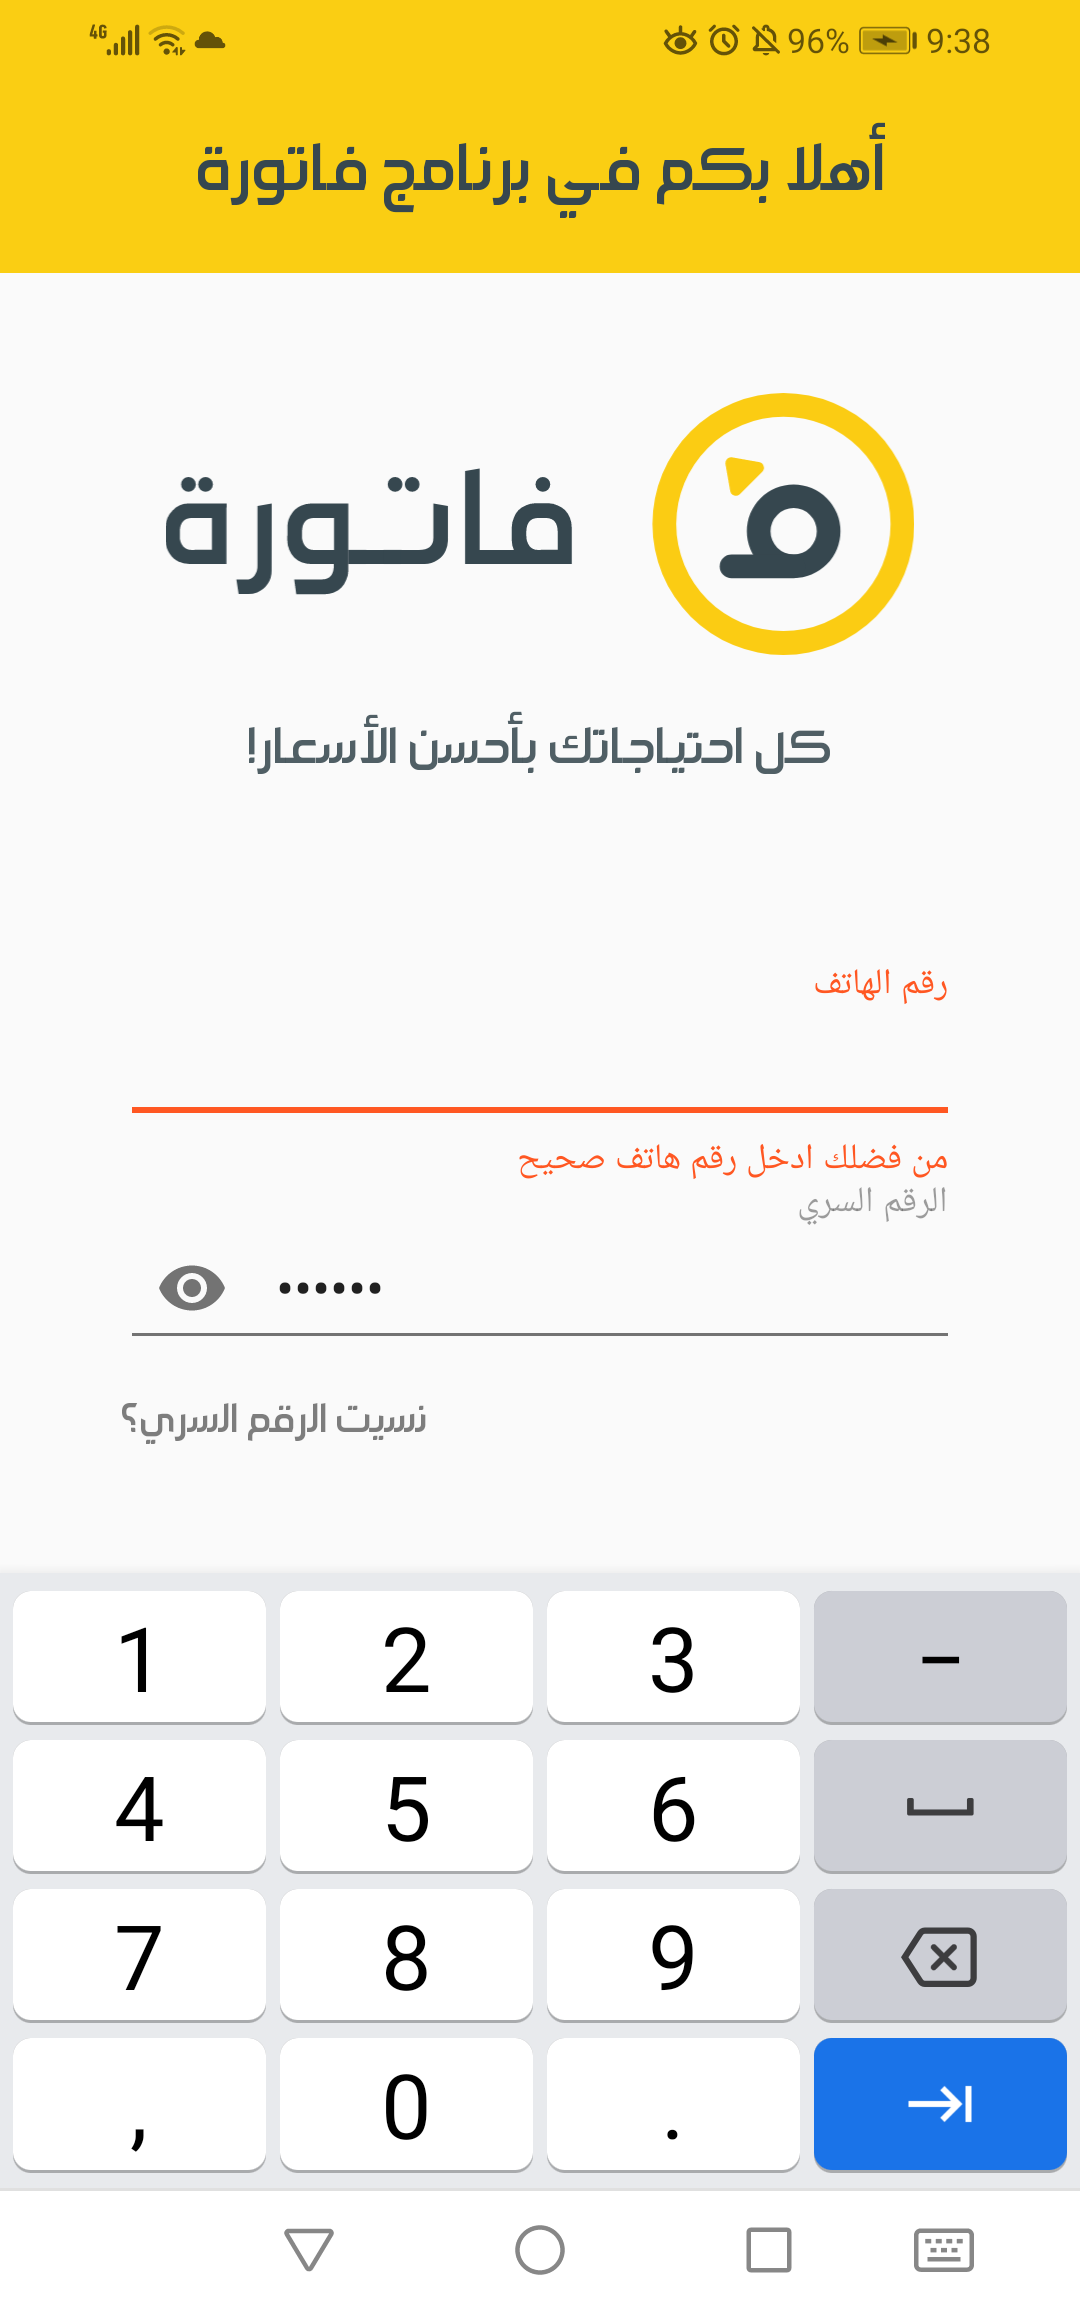 4G 96% 9:38
أهلا بكم في برنامج فاتورة
فاتورة
كل احتياجاتك بأحسن الأسعار!
رقم الهاتف
من فضلك ادخل رقم هاتف صحيح
الرقم السري
••••••
نسيت الرقم السري؟
1 2 3 –
4 5 6
7 8 9
, 0 .